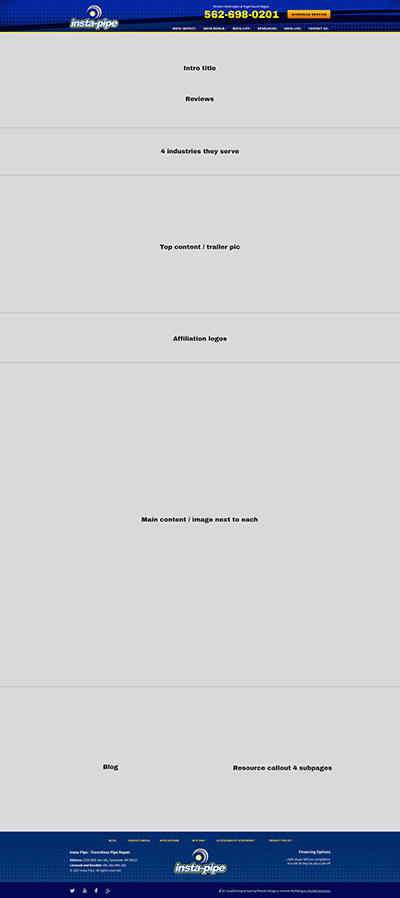 Western Washington & Puget Sound Region
insta-pipe
562-698-0201
SCHEDULE SERVICE
INSTA-INSPECT
INSTA-REPAIR
INSTA-CIPP
RESOURCES
INSTA-LIFE
CONTACT US
Intro title
Reviews
4 industries they serve
Top content / trailer pic
Affiliation logos
Main content / image next to each
Blog
Resource callout 4 subpages
BLOG
SERVICE AREAS
AFFILIATIONS
SITE MAP
ACCESSIBILITY STATEMENT
PRIVACY POLICY
Insta-Pipe - Trenchless Pipe Repair
Address:
Licensed and Bonded:
© 2017 Insta-Pipe. All rights reserved.
insta-pipe
Financing Options
Air Conditioning & Heating Website Design & Internet Marketing by